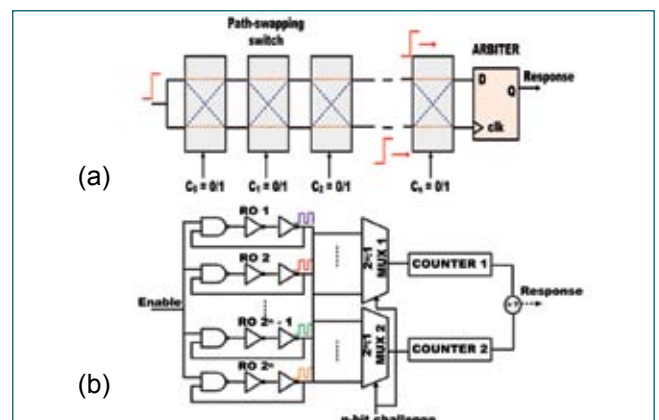 Path-swapping
switch
ARBITER
D
Q
Response
clk
(a)
C₀ = 0/1
C₁ = 0/1
C₂ = 0/1
Cₙ = 0/1
RO 1
RO 2
Enable
RO 2ⁿ - 1
RO 2ⁿ
2ⁿ:1
MUX 1
2ⁿ:1
MUX 2
COUNTER 1
COUNTER 2
Response
(b)
n-bit challenge